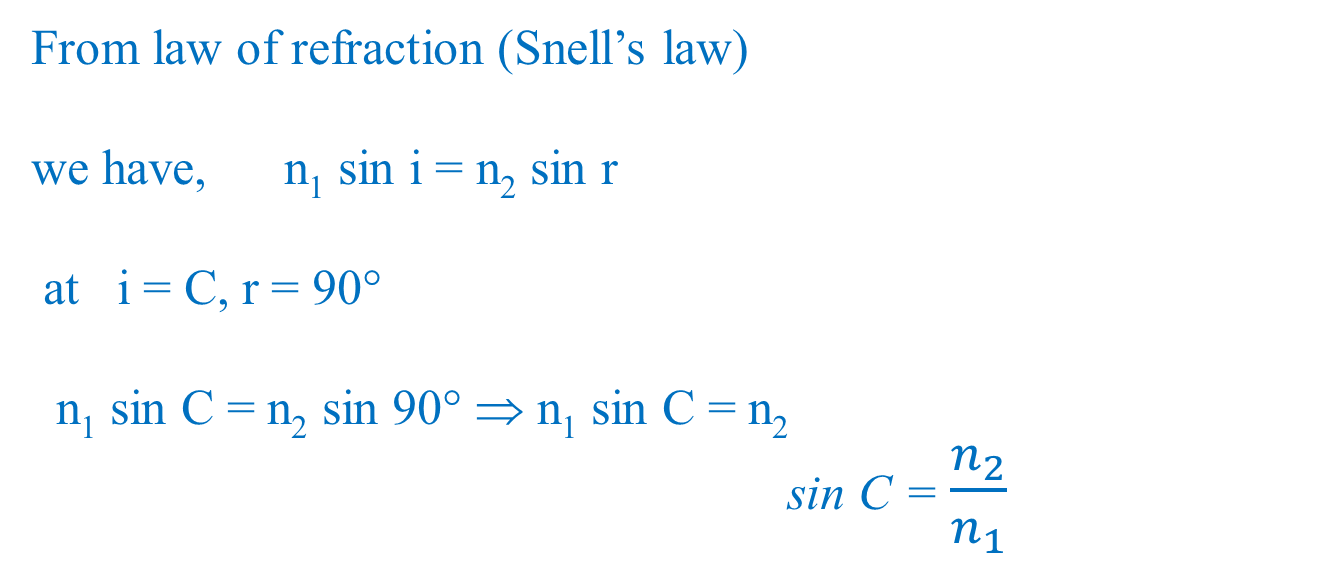 From law of refraction (Snell’s law)
we have, n₁ sin i = n₂ sin r
at i = C, r = 90°
n₁ sin C = n₂ sin 90° ⇒ n₁ sin C = n₂
sin C = n₂/n₁